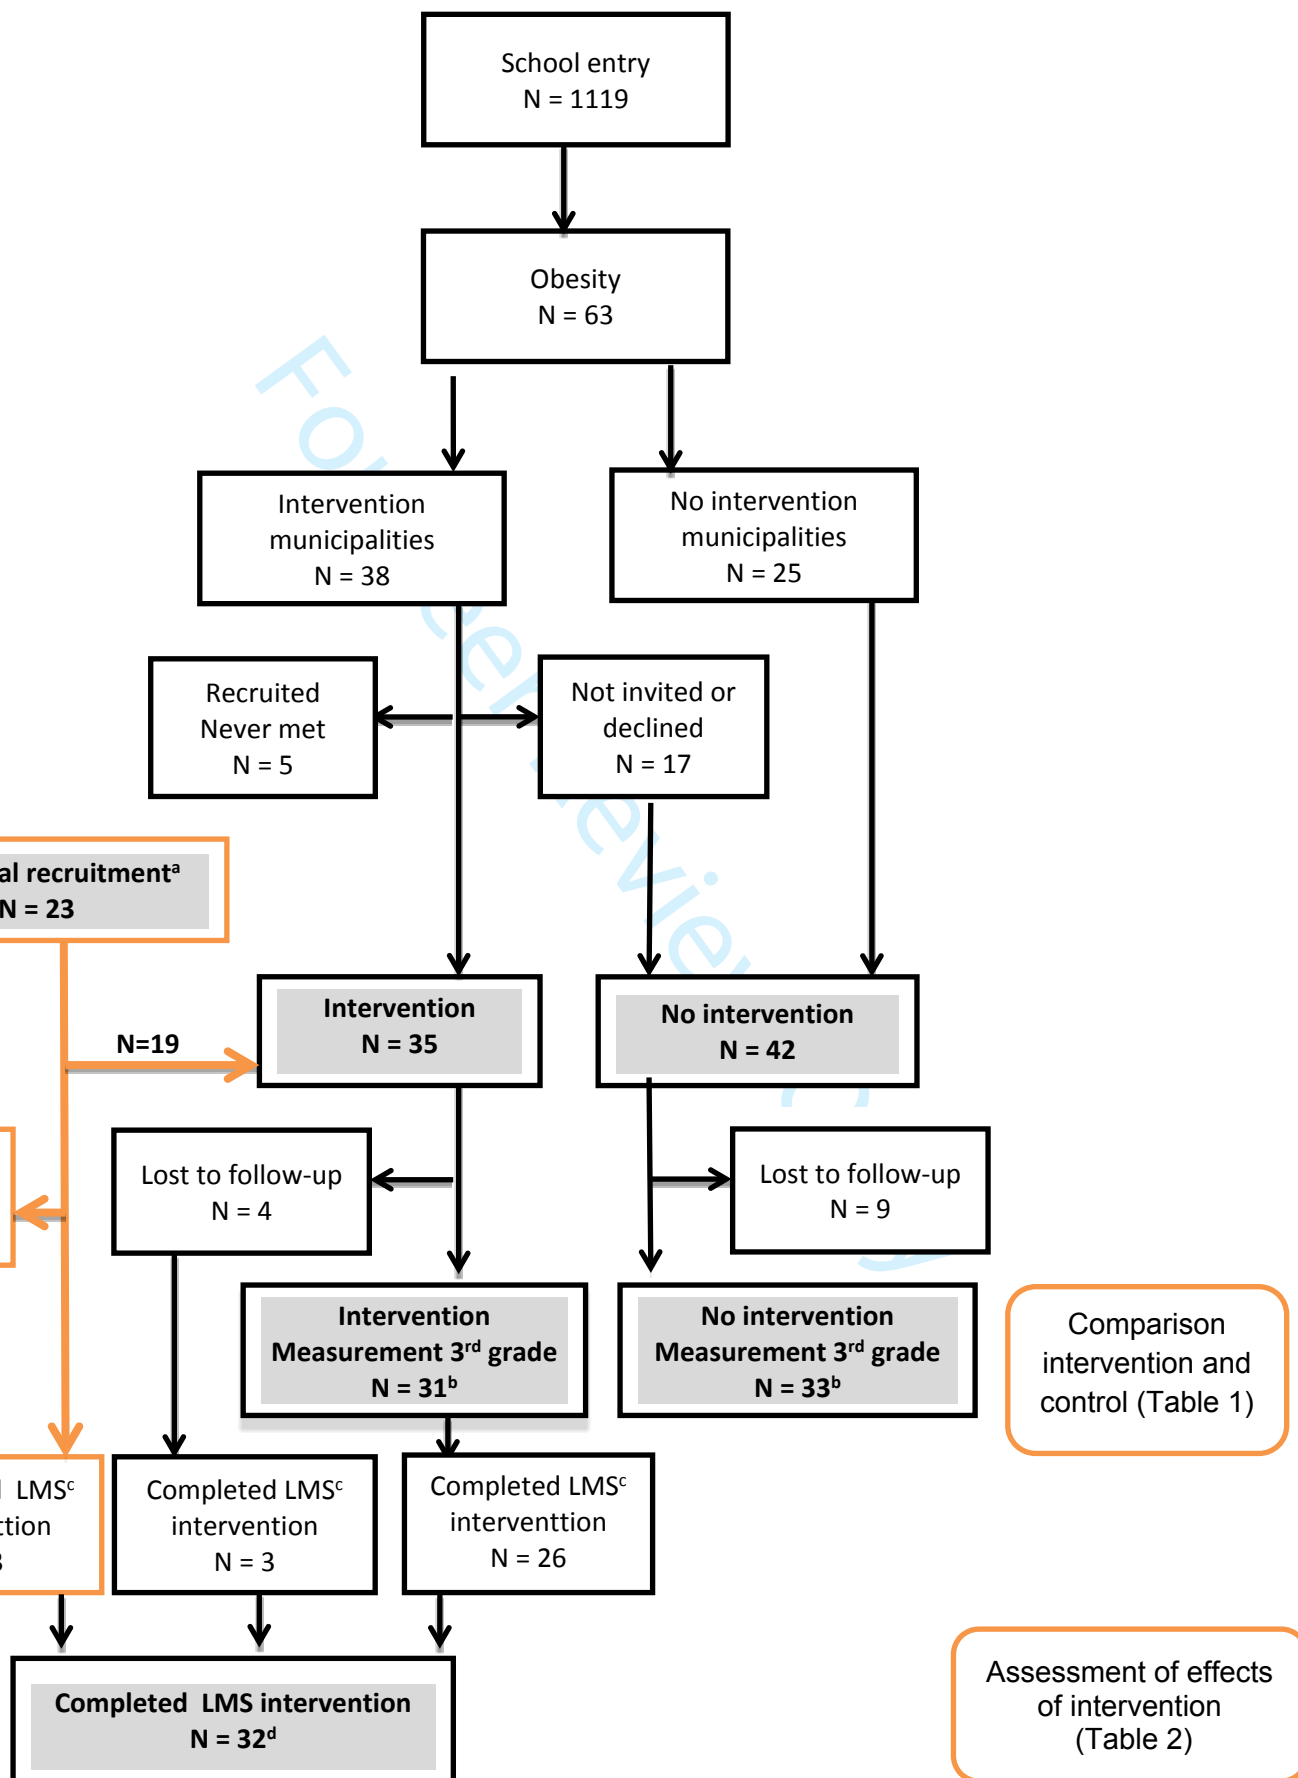 School entry
N = 1119
Obesity
N = 63
Intervention
municipalities
N = 38
No intervention
municipalities
N = 25
Recruited
Never met
N = 5
Not invited or
declined
N = 17
al recruitmentᵃ
N = 23
Intervention
N = 35
No intervention
N = 42
N=19
Lost to follow-up
N = 4
Lost to follow-up
N = 9
Intervention
Measurement 3ʳᵈ grade
N = 31ᵇ
No intervention
Measurement 3ʳᵈ grade
N = 33ᵇ
Comparison
intervention and
control (Table 1)
LMSᶜ
ttion
3
Completed LMSᶜ
intervention
N = 3
Completed LMSᶜ
interventtion
N = 26
Completed LMS intervention
N = 32ᵈ
Assessment of effects
of intervention
(Table 2)